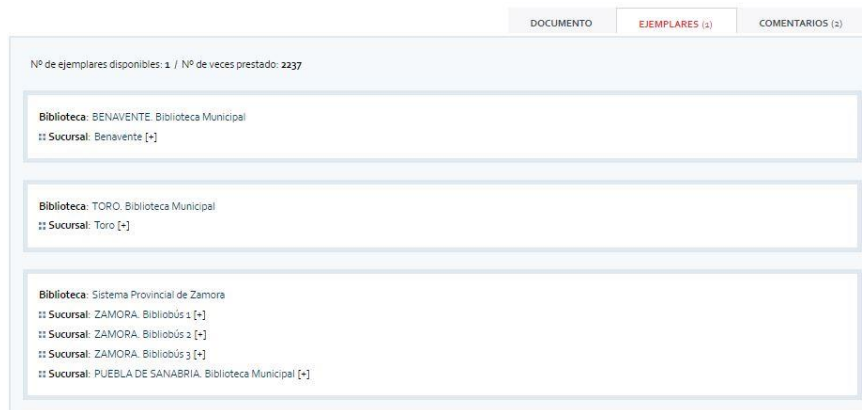 DOCUMENTO EJEMPLARES (1) COMENTARIOS (2)
Nº de ejemplares disponibles: 1 / Nº de veces prestado: 2237
Biblioteca: BENAVENTE. Biblioteca Municipal
Sucursal: Benavente [+]
Biblioteca: TORO. Biblioteca Municipal
Sucursal: Toro [+]
Biblioteca: Sistema Provincial de Zamora
Sucursal: ZAMORA. Bibliobús 1 [+]
Sucursal: ZAMORA. Bibliobús 2 [+]
Sucursal: ZAMORA. Bibliobús 3 [+]
Sucursal: PUEBLA DE SANABRIA. Biblioteca Municipal [+]